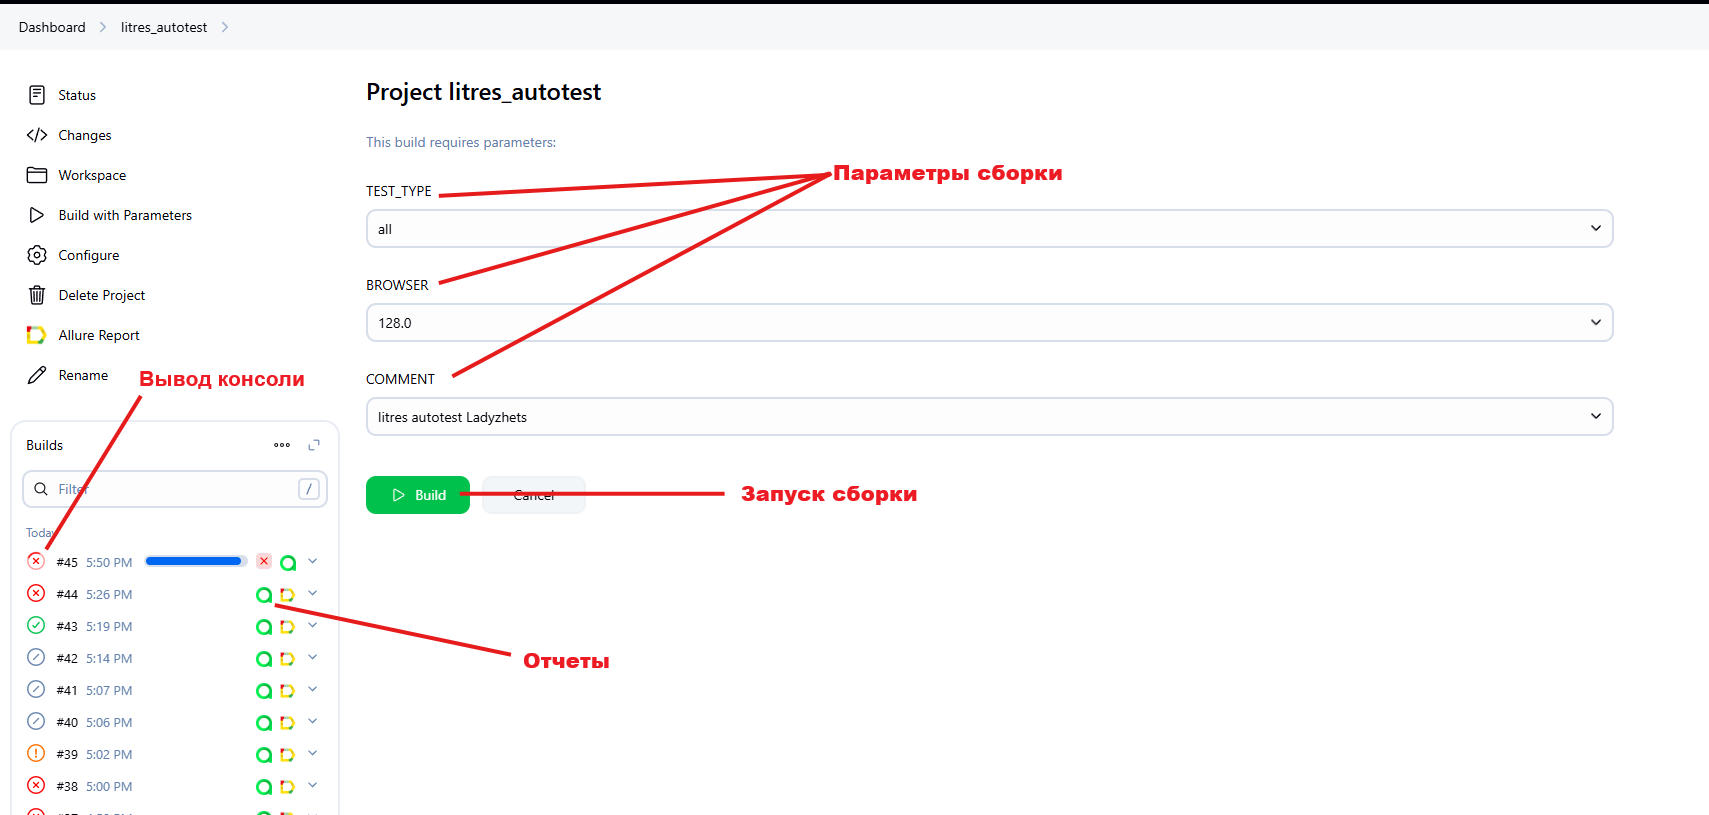 Dashboard
litres_autotest
Status
Changes
Workspace
Build with Parameters
Configure
Delete Project
Allure Report
Rename
Вывод консоли
Builds
Filter
/
Today
#45 5:50 PM
#44 5:26 PM
#43 5:19 PM
#42 5:14 PM
#41 5:07 PM
#40 5:06 PM
#39 5:02 PM
#38 5:00 PM
Project litres_autotest
This build requires parameters:
Параметры сборки
TEST_TYPE
all
BROWSER
128.0
COMMENT
litres autotest Ladyzhets
Build
Cancel
Запуск сборки
Отчеты